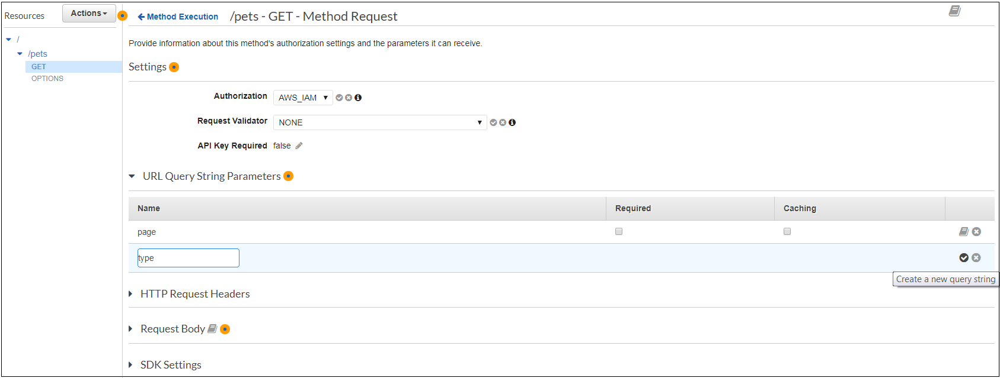 Resources
Actions
Method Execution
/pets - GET - Method Request
/
/pets
GET
OPTIONS
Provide information about this method's authorization settings and the parameters it can receive.
Settings
Authorization AWS_IAM
Request Validator NONE
API Key Required false
URL Query String Parameters
Name Required Caching
page
type
Create a new query string
HTTP Request Headers
Request Body
SDK Settings